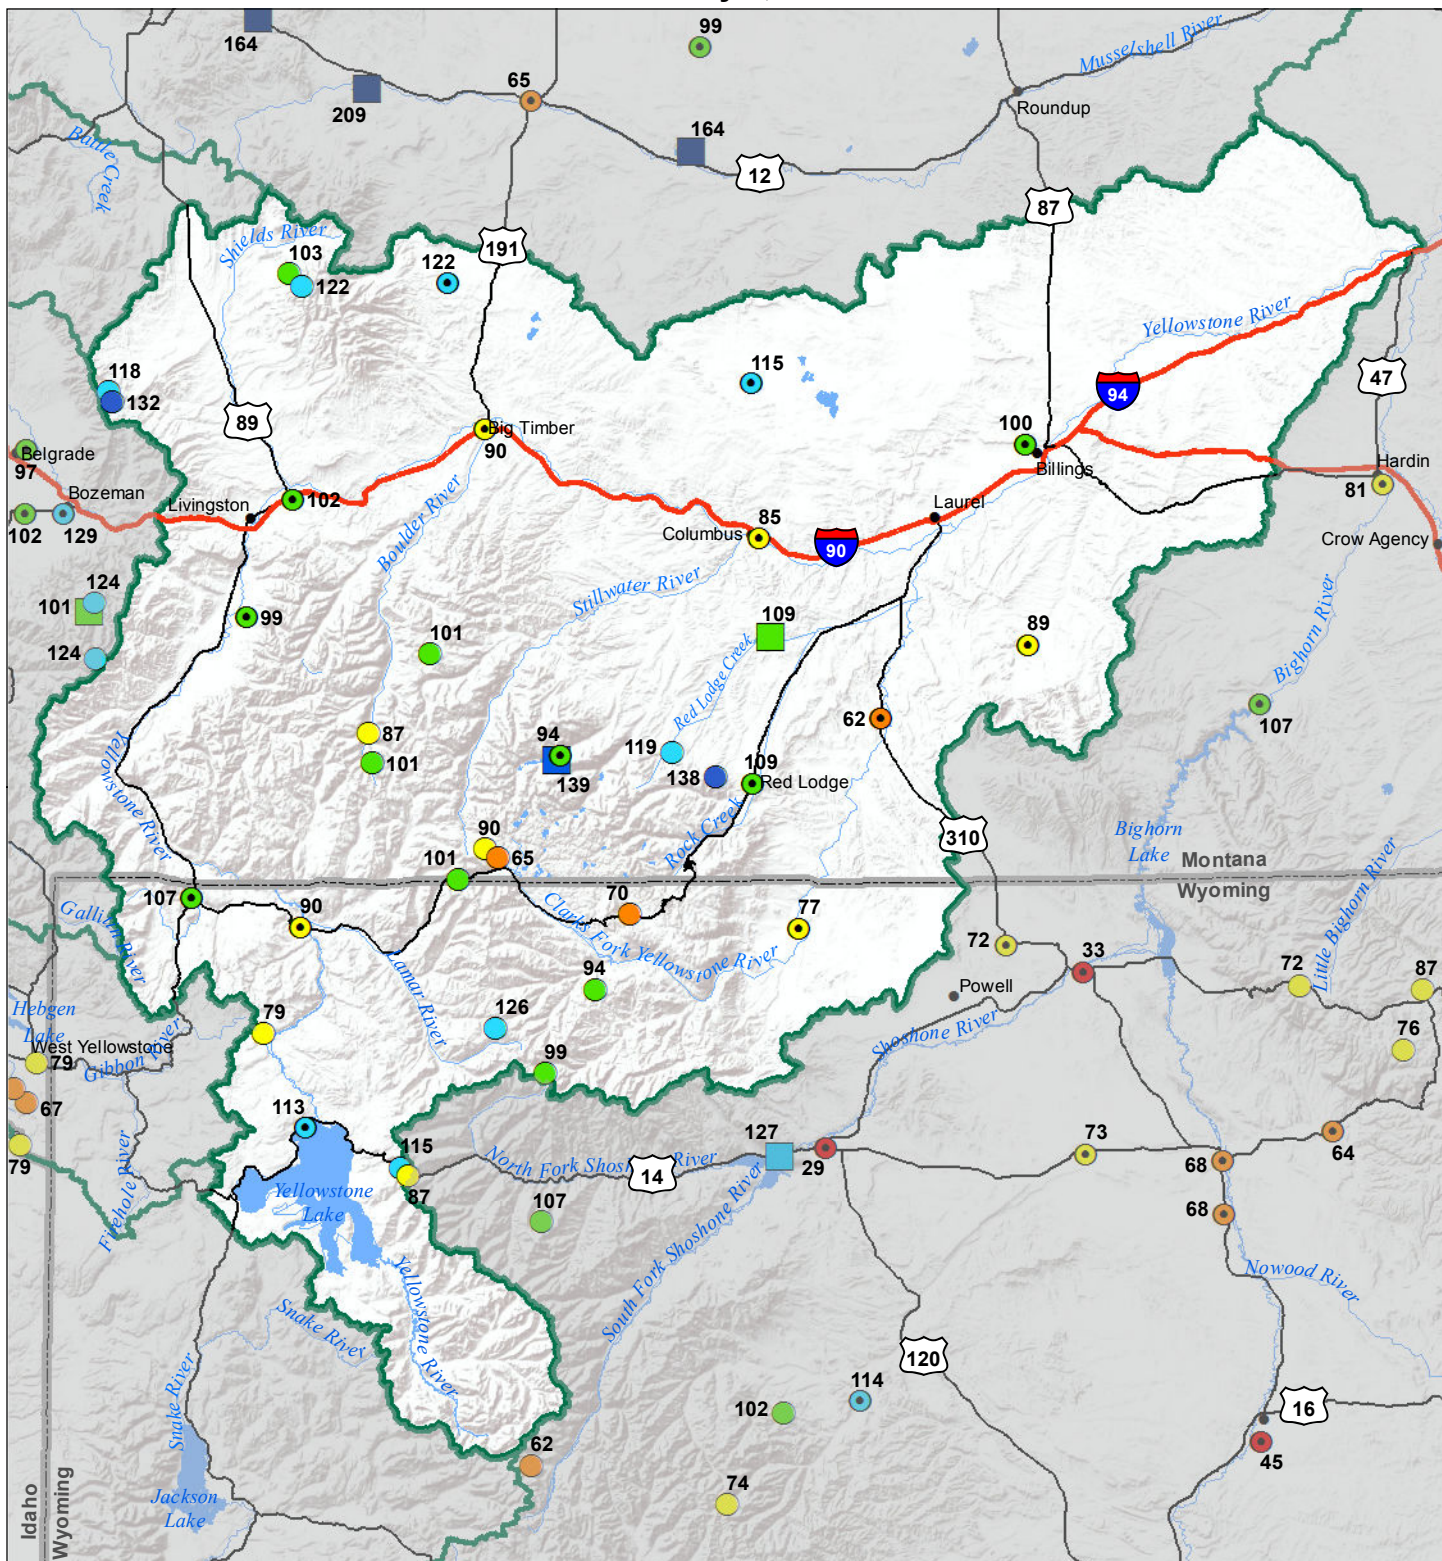 164
99
Musselshell River
65
209
Roundup
Battle Creek
164
12
87
Shields River
191
103
122
122
Yellowstone River
118
132
115
47
94
89
Big Timber
90
100
Billings
Belgrade
97
Bozeman
Livingston
102
Hardin
81
102
129
Boulder River
Laurel
Columbus
85
90
Crow Agency
Stillwater River
124
101
99
101
109
89
Bighorn River
124
Red Lodge Creek
62
107
87
101
94
139
119
138
109
Red Lodge
Yellowstone River
Rock Creek
90
65
310
Bighorn
Lake
101
Montana
Wyoming
107
90
70
77
Gallatin River
Clarks Fork Yellowstone River
Little Bighorn River
72
33
72
87
Lamar River
94
Powell
Hebgen
Lake
79
126
Shoshone River
76
West Yellowstone
79
Gibbon River
99
67
113
79
115
87
127
29
73
64
68
North Fork Shoshone River
14
Firehole River
Yellowstone
Lake
107
68
South Fork Shoshone River
Yellowstone River
Nowood River
Snake River
120
Snake River
102
114
16
62
45
74
Jackson
Lake
Idaho
Wyoming